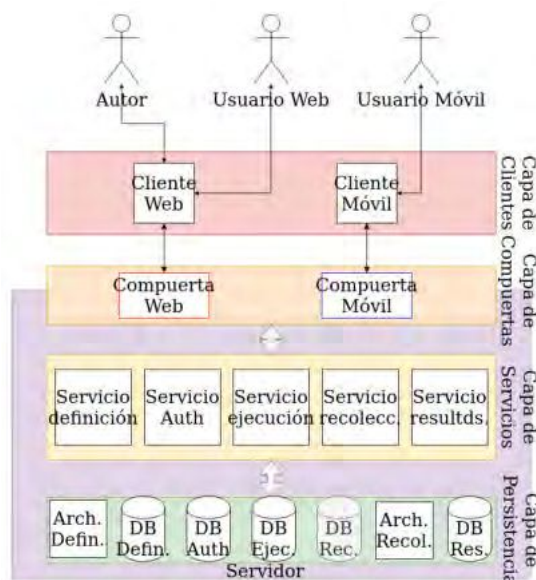 Autor
Usuario Web
Usuario Móvil
Cliente
Web
Cliente
Móvil
Capa de
Clientes
Compuerta
Web
Compuerta
Móvil
Capa de
Compuertas
Servicio
definición
Servicio
Auth
Servicio
ejecución
Servicio
recolecc.
Servicio
resultds.
Capa de
Servicios
Arch.
Defin.
DB
Defin.
DB
Auth
DB
Ejec.
DB
Rec.
Arch.
Recol.
DB
Res.
Capa de
Persistencia
Servidor